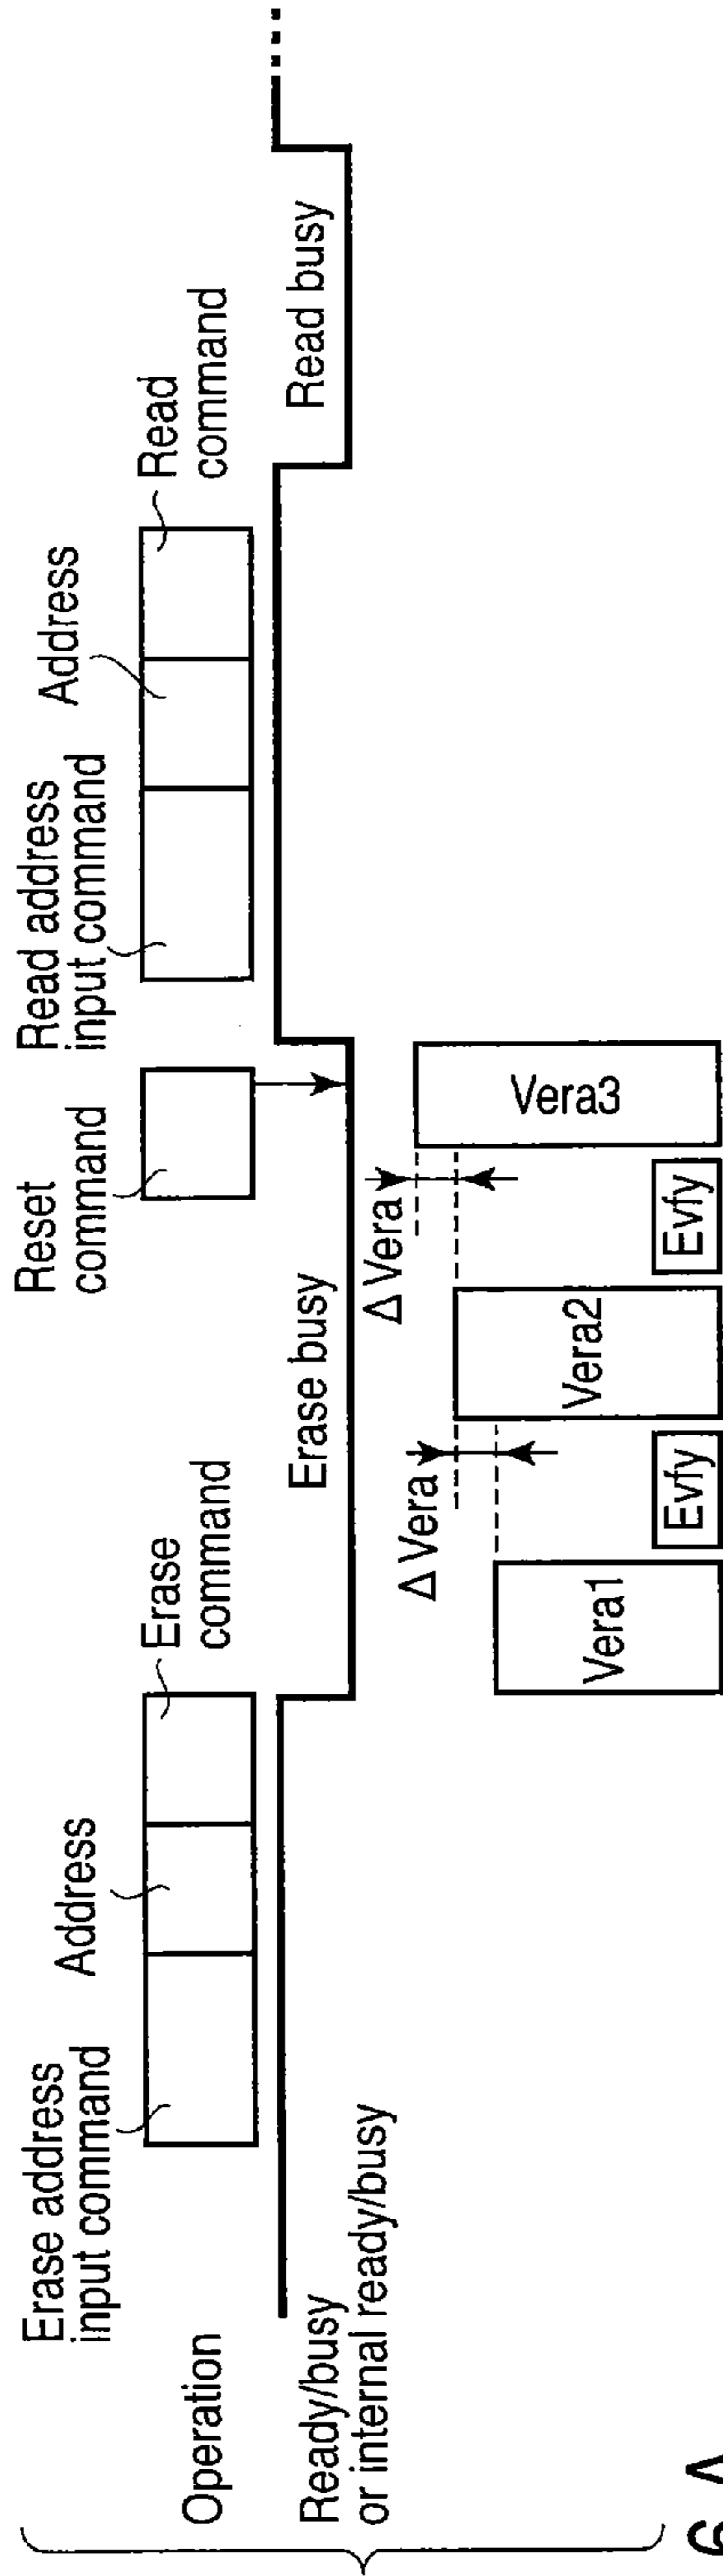 Erase address
input command
Address
Erase
command
Reset
command
Read address
input command
Address
Read
command
Operation
Ready/busy
or internal ready/busy
Erase busy
Read busy
Δ Vera
Δ Vera
Vera1
Evfy
Vera2
Evfy
Vera3